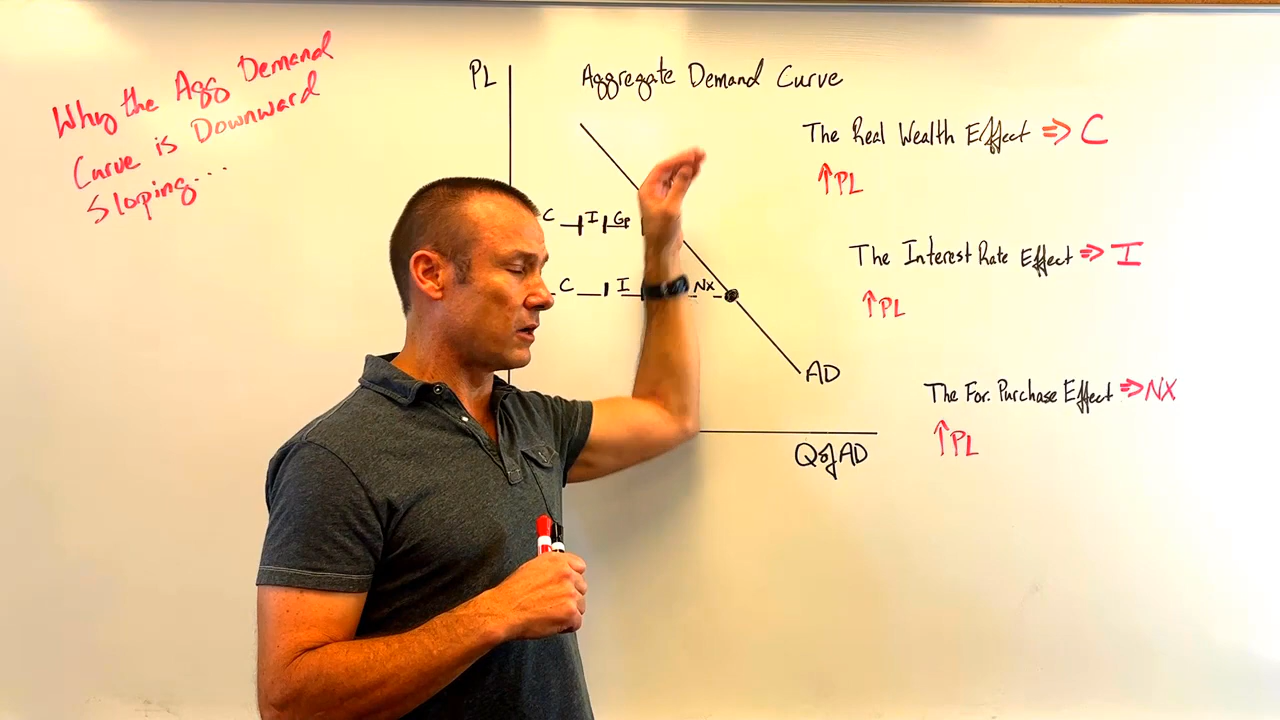 Why the Agg Demand
Curve is Downward
Sloping...
PL
Aggregate Demand Curve
C I Gp
C I NX
AD
Q of AD
The Real Wealth Effect ⇒ C
↑PL
The Interest Rate Effect ⇒ I
↑PL
The For. Purchase Effect ⇒ NX
↑PL